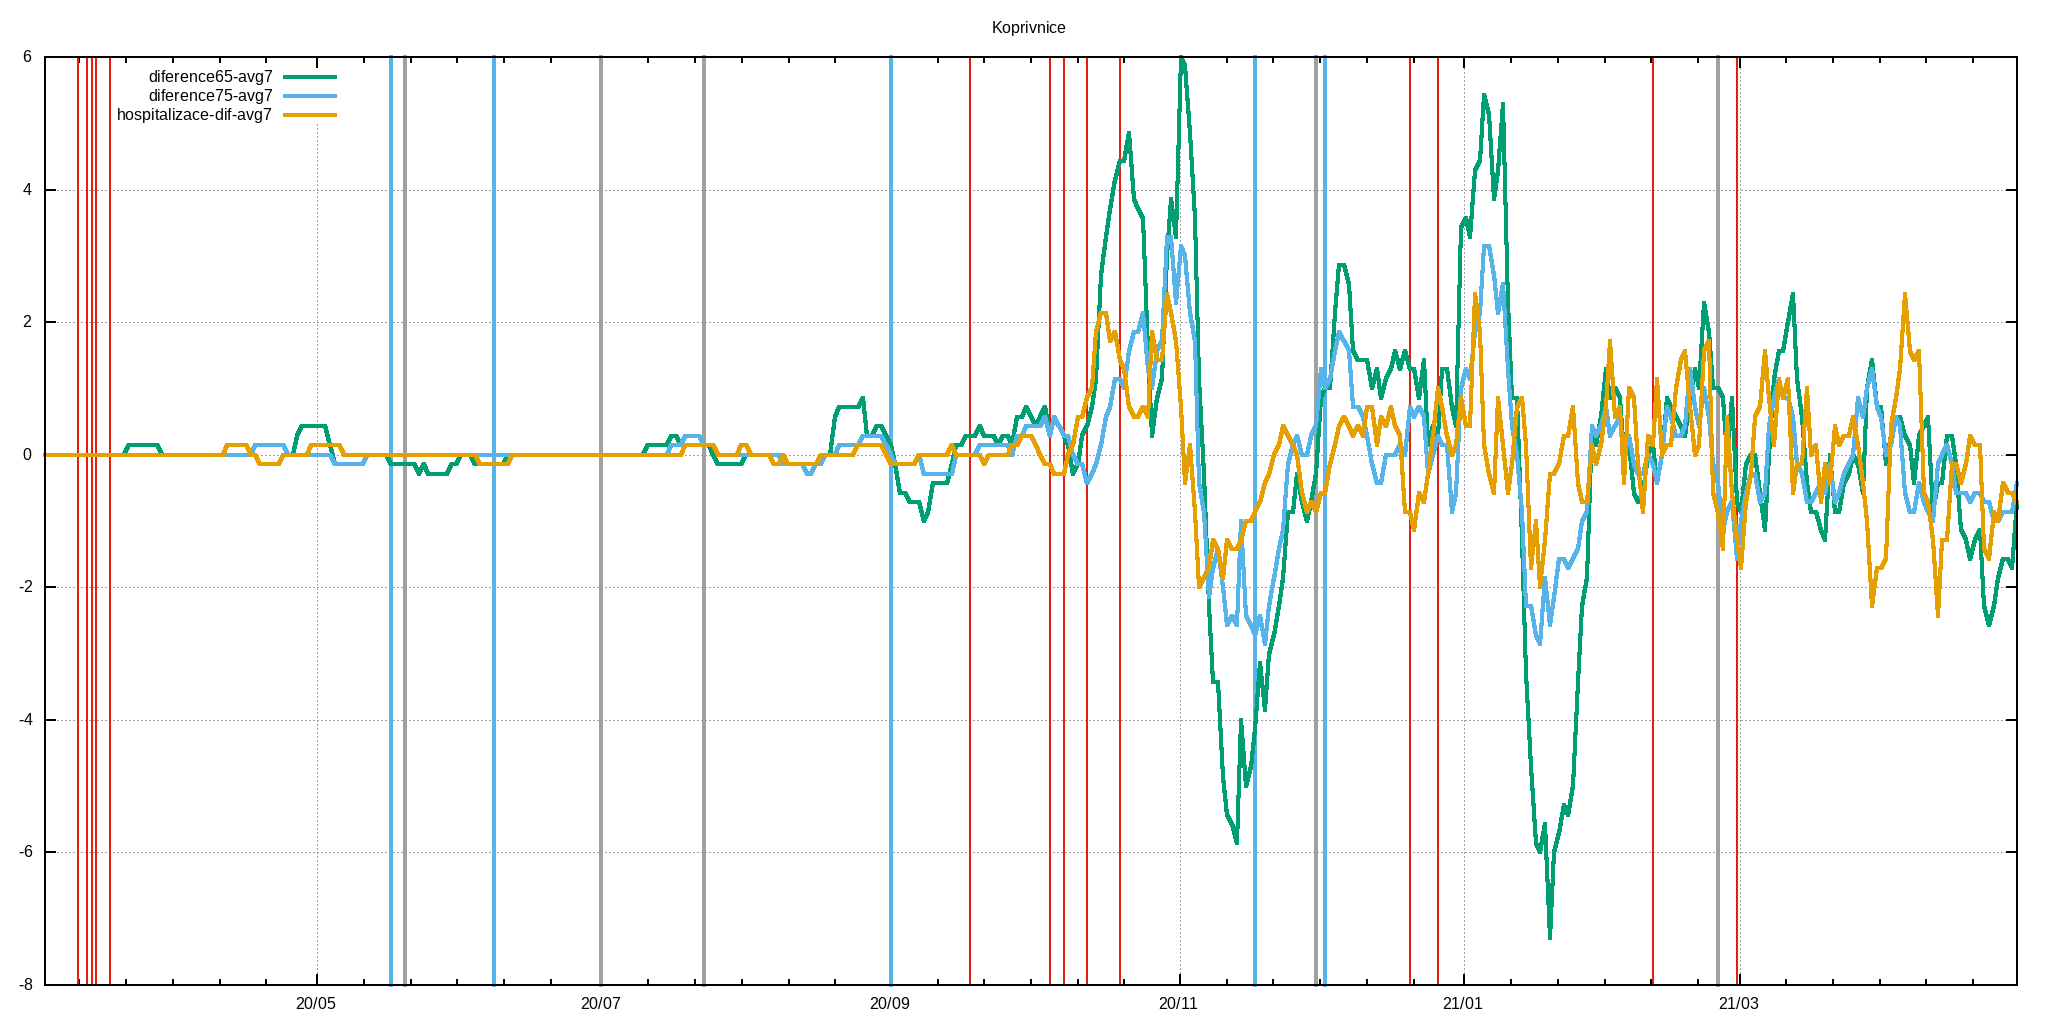 Koprivnice
6
diference65-avg7
diference75-avg7
hospitalizace-dif-avg7
4
2
0
-2
-4
-6
-8
20/05 20/07 20/09 20/11 21/01 21/03